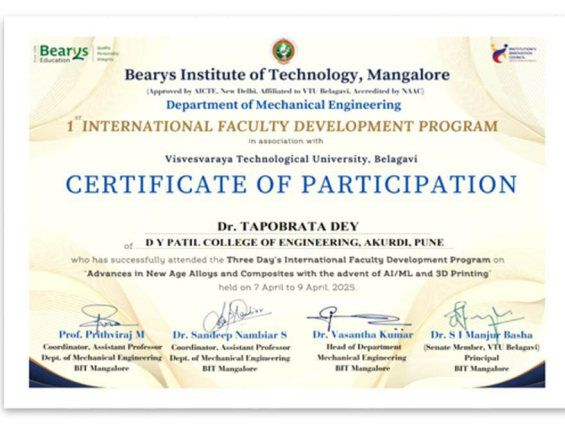 Bearys
Education
Quality
Personality
Integrity
INSTITUTION'S
INNOVATION
COUNCIL
Bearys Institute of Technology, Mangalore
(Approved by AICTE, New Delhi, Affiliated to VTU Belagavi, Accredited by NAAC)
Department of Mechanical Engineering
1st INTERNATIONAL FACULTY DEVELOPMENT PROGRAM
in association with
Visvesvaraya Technological University, Belagavi
CERTIFICATE OF PARTICIPATION
Dr. TAPOBRATA DEY
of D Y PATIL COLLEGE OF ENGINEERING, AKURDI, PUNE
who has successfully attended the Three Day's International Faculty Development Program on
"Advances in New Age Alloys and Composites with the advent of AI/ML and 3D Printing"
held on 7 April to 9 April, 2025.
Prof. Prithviraj M
Coordinator, Assistant Professor
Dept. of Mechanical Engineering
BIT Mangalore
Dr. Sandeep Nambiar S
Coordinator, Assistant Professor
Dept. of Mechanical Engineering
BIT Mangalore
Dr. Vasantha Kumar
Head of Department
Mechanical Engineering
BIT Mangalore
Dr. S I Manjur Basha
(Senate Member, VTU Belagavi)
Principal
BIT Mangalore